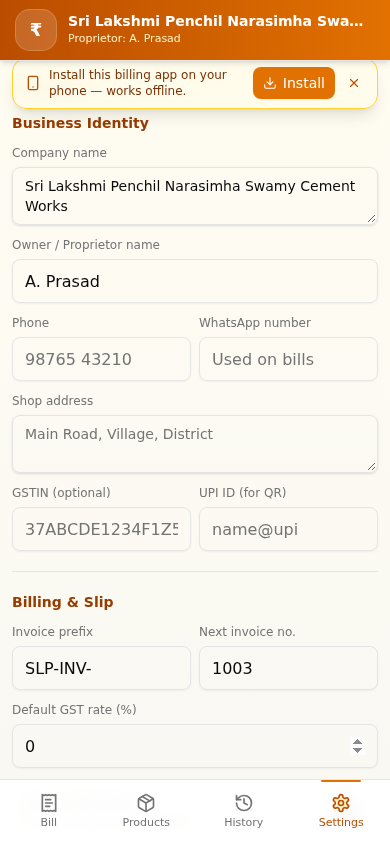 ₹
Sri Lakshmi Penchil Narasimha Swa...
Proprietor: A. Prasad
Install this billing app on your
phone — works offline.
Install
Business Identity
Company name
Sri Lakshmi Penchil Narasimha Swamy Cement
Works
Owner / Proprietor name
A. Prasad
Phone
WhatsApp number
98765 43210
Used on bills
Shop address
Main Road, Village, District
GSTIN (optional)
UPI ID (for QR)
37ABCDE1234F1Z5
name@upi
Billing & Slip
Invoice prefix
Next invoice no.
SLP-INV-
1003
Default GST rate (%)
0
Bill
Products
History
Settings